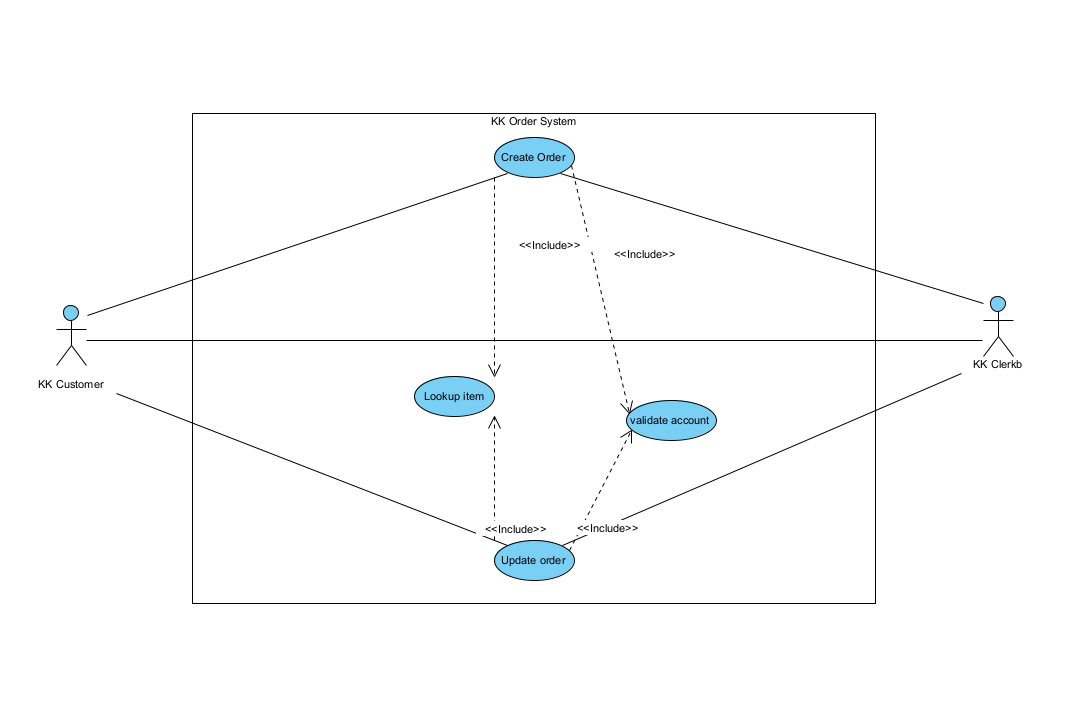 KK Order System
Create Order
<<Include>>
<<Include>>
KK Customer
KK Clerkb
Lookup item
validate account
<<Include>>
<<Include>>
Update order